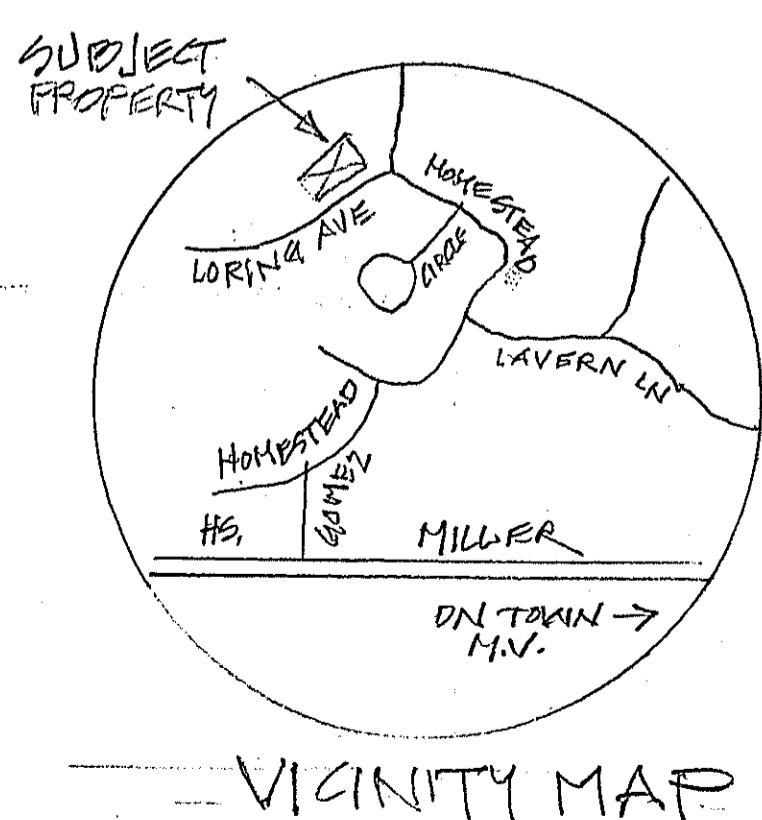 SUBJECT
PROPERTY
HOMESTEAD
LORING AVE
CIRCLE
LAVERN LN
HOMESTEAD
GOMEZ
HS,
MILLER
DN TOWN →
M.V.
VICINITY MAP